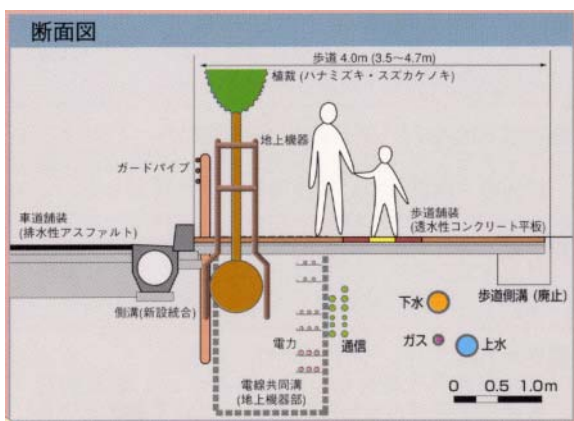 断面図
歩道 4.0m (3.5～4.7m)
植裁 (ハナミズキ・スズカケノキ)
地上機器
ガードパイプ
車道舗装
(排水性アスファルト)
歩道舗装
(透水性コンクリート平板)
側溝(新設統合)
電力
通信
電線共同溝
(地上機器部)
下水
歩道側溝 (廃止)
ガス
上水
0 0.5 1.0m